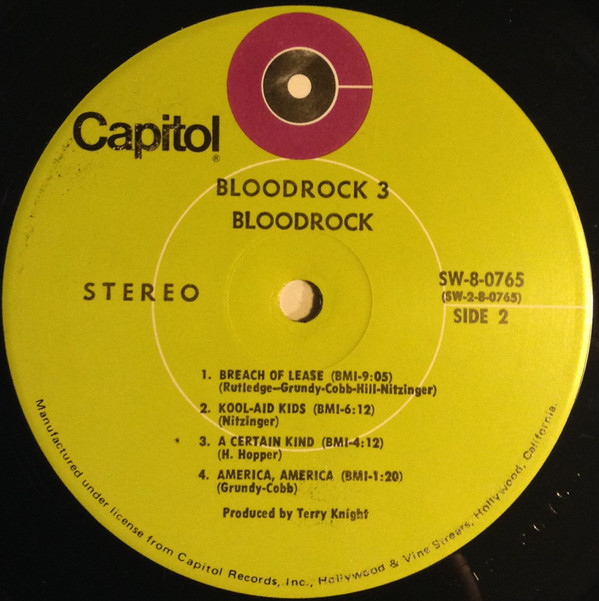 Capitol®
BLOODROCK 3
BLOODROCK
STEREO
SW-8-0765
(SW-2-8-0765)
SIDE 2
1. BREACH OF LEASE (BMI-9:05)
(Rutledge—Grundy-Cobb-Hill-Nitzinger)
2. KOOL-AID KIDS (BMI-6:12)
(Nitzinger)
3. A CERTAIN KIND (BMI-4:12)
(H. Hopper)
4. AMERICA, AMERICA (BMI-1:20)
(Grundy-Cobb)
Produced by Terry Knight
Manufactured under license from Capitol Records, Inc., Hollywood & Vine Streets, Hollywood, California.